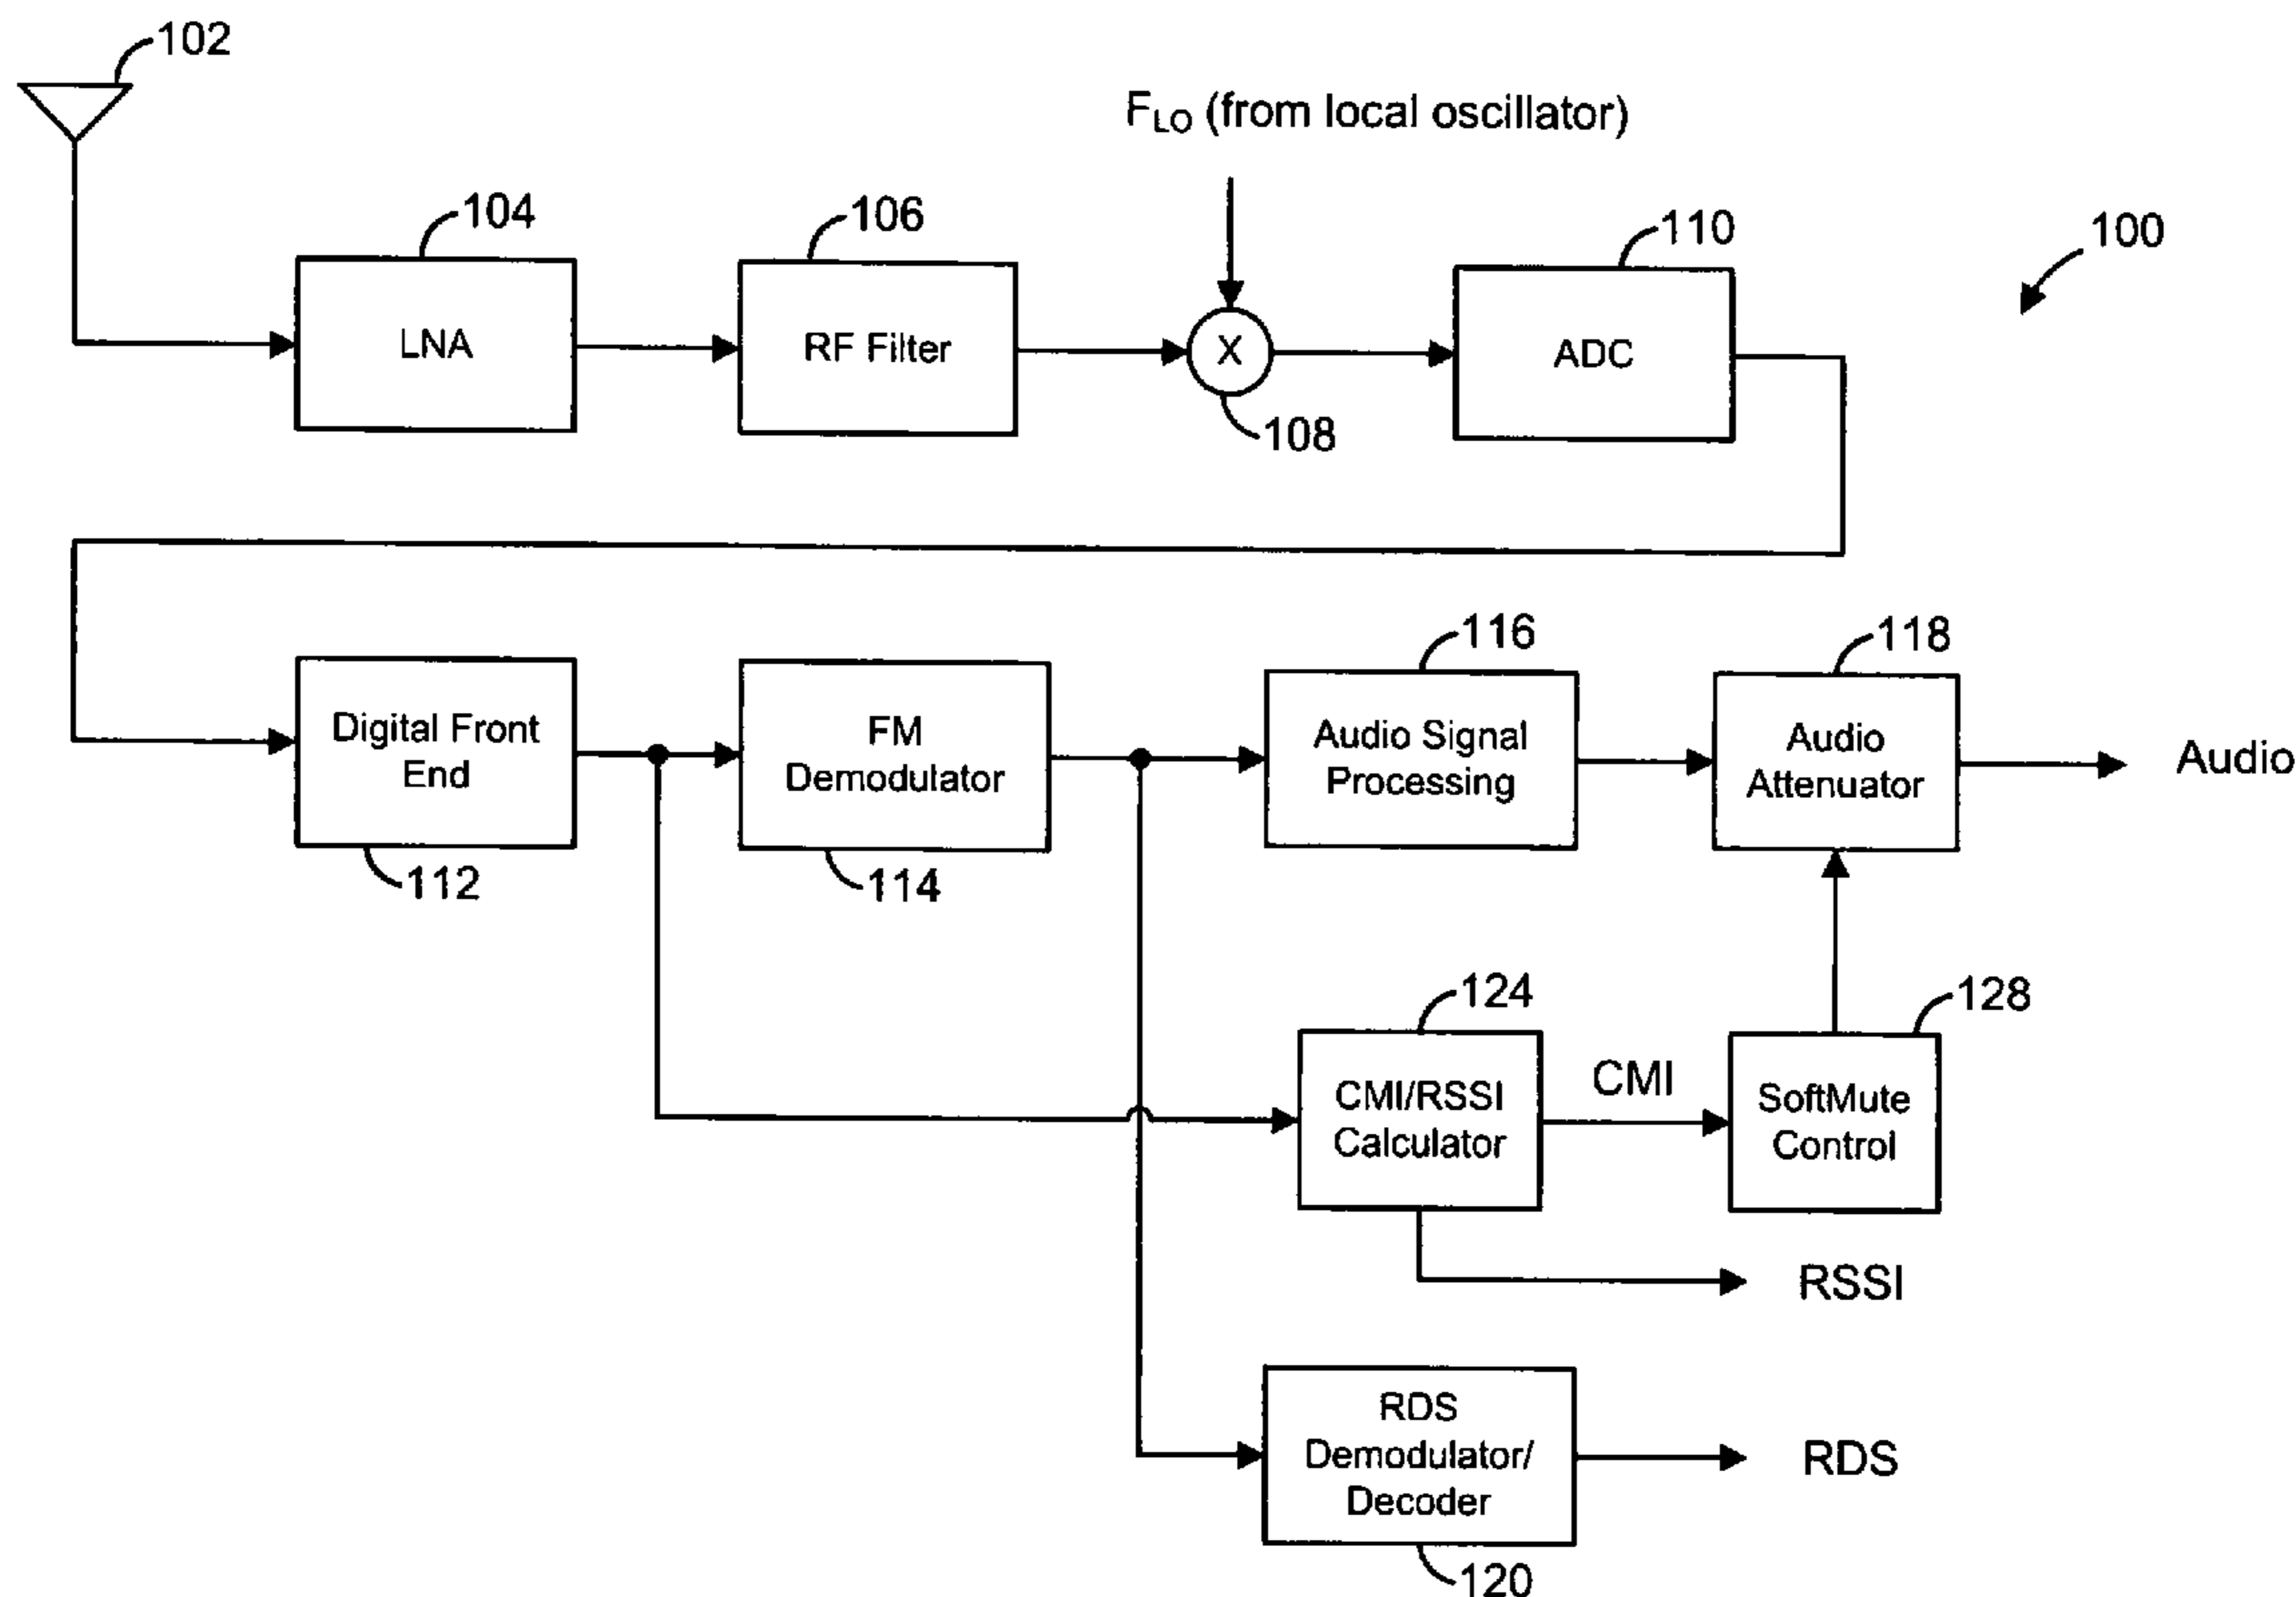 102
F_LO (from local oscillator)
104
106
110
100
LNA
RF Filter
X
ADC
108
116
118
Digital Front
End
FM
Demodulator
Audio Signal
Processing
Audio
Attenuator
Audio
112
114
124
128
CMI/RSSI
Calculator
CMI
SoftMute
Control
RSSI
RDS
Demodulator/
Decoder
RDS
120